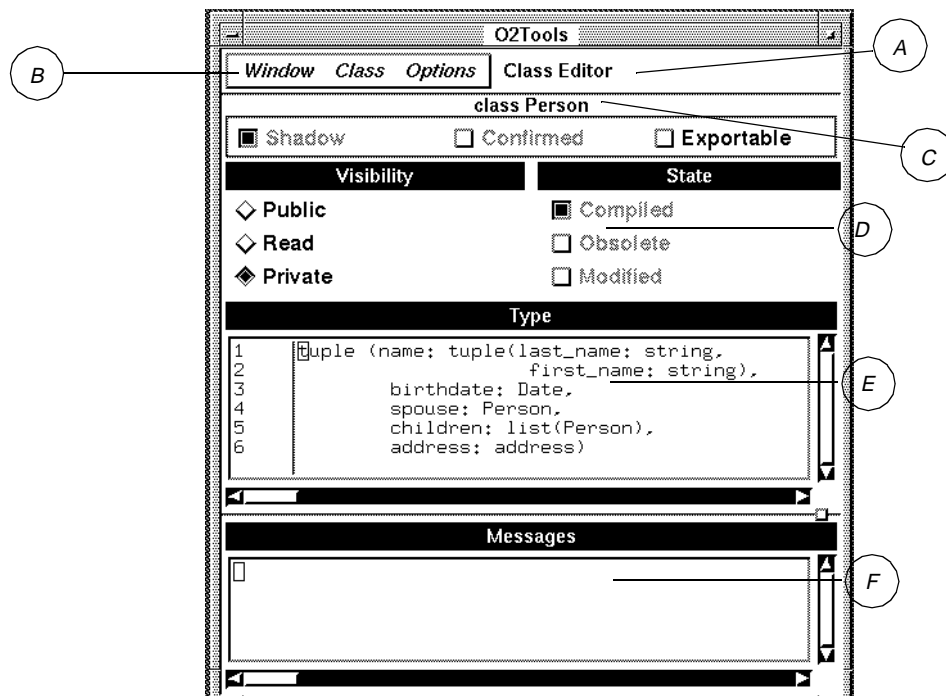 O2Tools
A
B
Window Class Options Class Editor
class Person
C
Shadow Confirmed Exportable
Visibility State
Public Compiled
D
Read Obsolete
Private Modified
Type
1 tuple (name: tuple(last_name: string,
2 first_name: string),
E
3 birthdate: Date,
4 spouse: Person,
5 children: list(Person),
6 address: address)
Messages
F